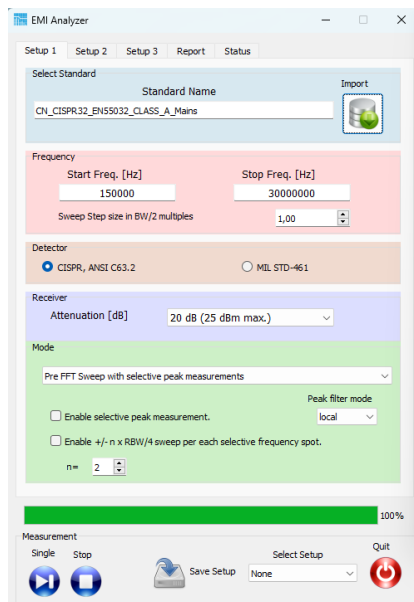 EMI Analyzer
Setup 1 Setup 2 Setup 3 Report Status
Select Standard
Standard Name
Import
CN_CISPR32_EN55032_CLASS_A_Mains
Frequency
Start Freq. [Hz] Stop Freq. [Hz]
150000 30000000
Sweep Step size in BW/2 multiples 1,00
Detector
CISPR, ANSI C63.2 MIL STD-461
Receiver
Attenuation [dB] 20 dB (25 dBm max.)
Mode
Pre FFT Sweep with selective peak measurements
Peak filter mode
Enable selective peak measurement. local
Enable +/- n x RBW/4 sweep per each selective frequency spot.
n= 2
100%
Measurement
Single Stop Select Setup Quit
Save Setup None